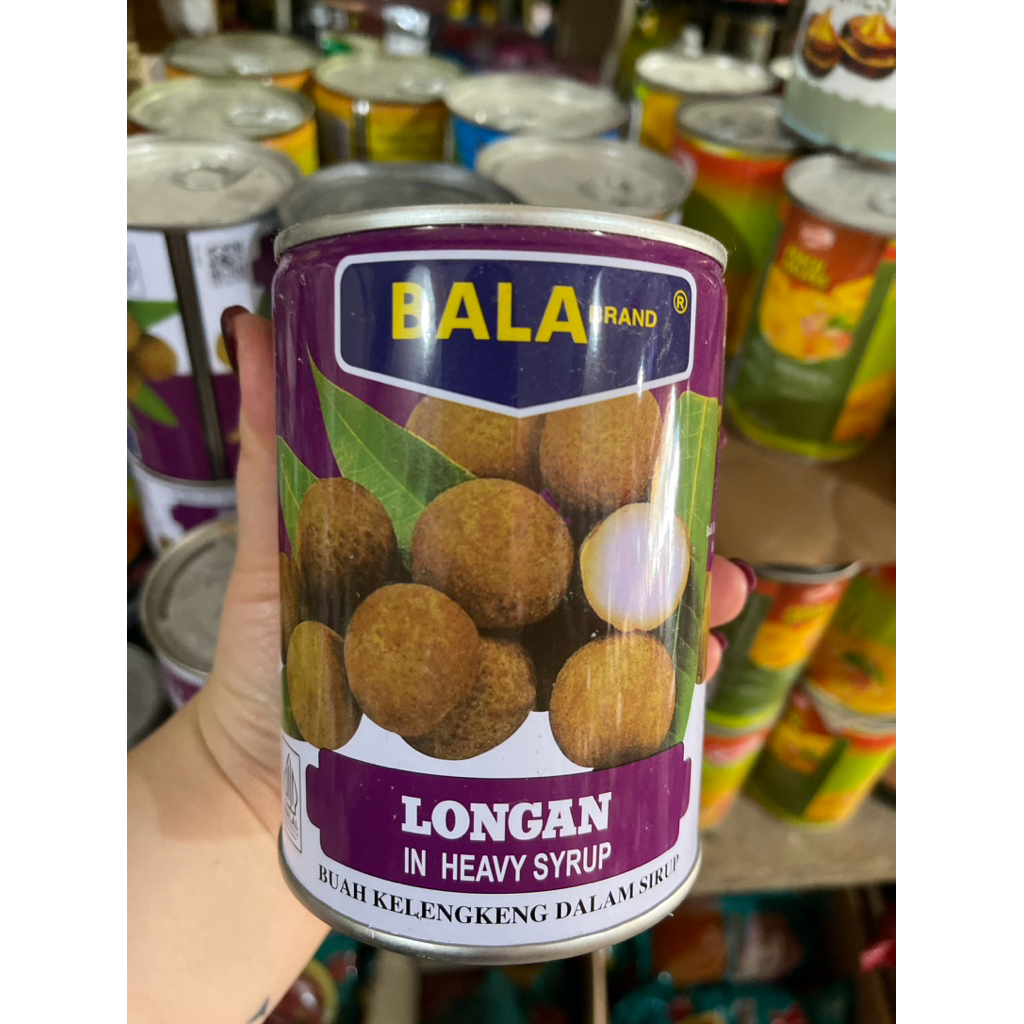 BALA BRAND ®
LONGAN
IN HEAVY SYRUP
BUAH KELENGKENG DALAM SIRUP